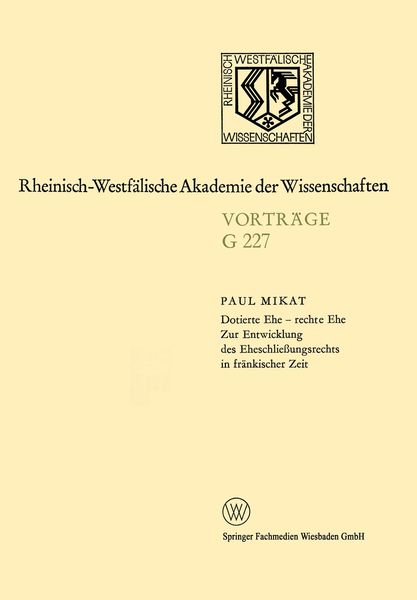 RHEINISCH
WESTFÄLISCHE
AKADEMIE DER
WISSENSCHAFTEN
Rheinisch-Westfälische Akademie der Wissenschaften
VORTRÄGE
G 227
PAUL MIKAT
Dotierte Ehe – rechte Ehe
Zur Entwicklung
des Eheschließungsrechts
in fränkischer Zeit
Springer Fachmedien Wiesbaden GmbH